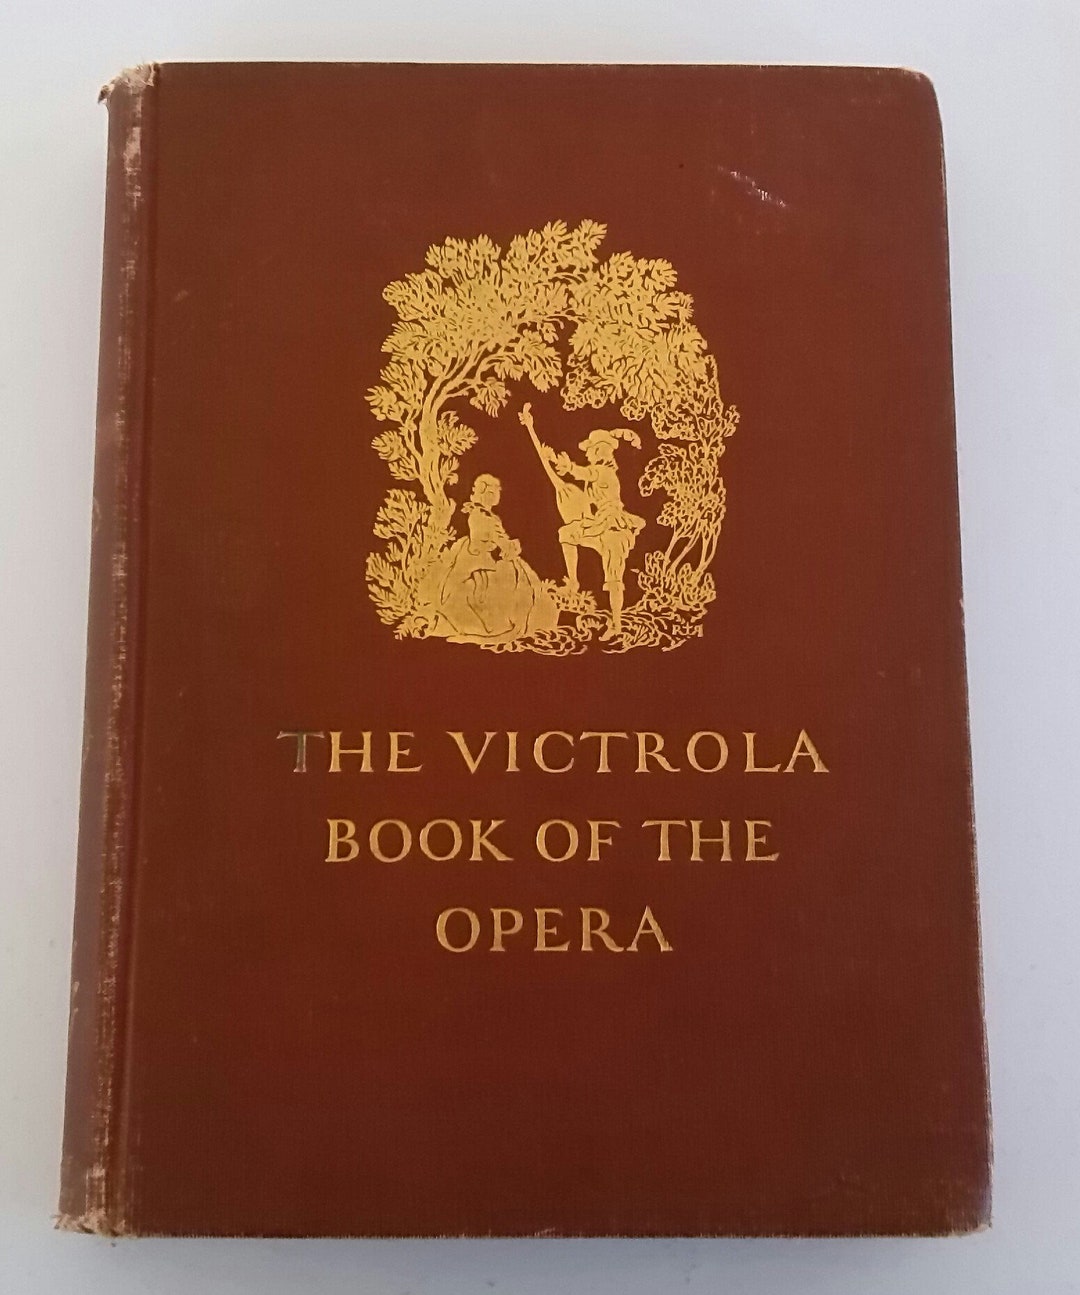 THE VICTROLA
BOOK OF THE
OPERA